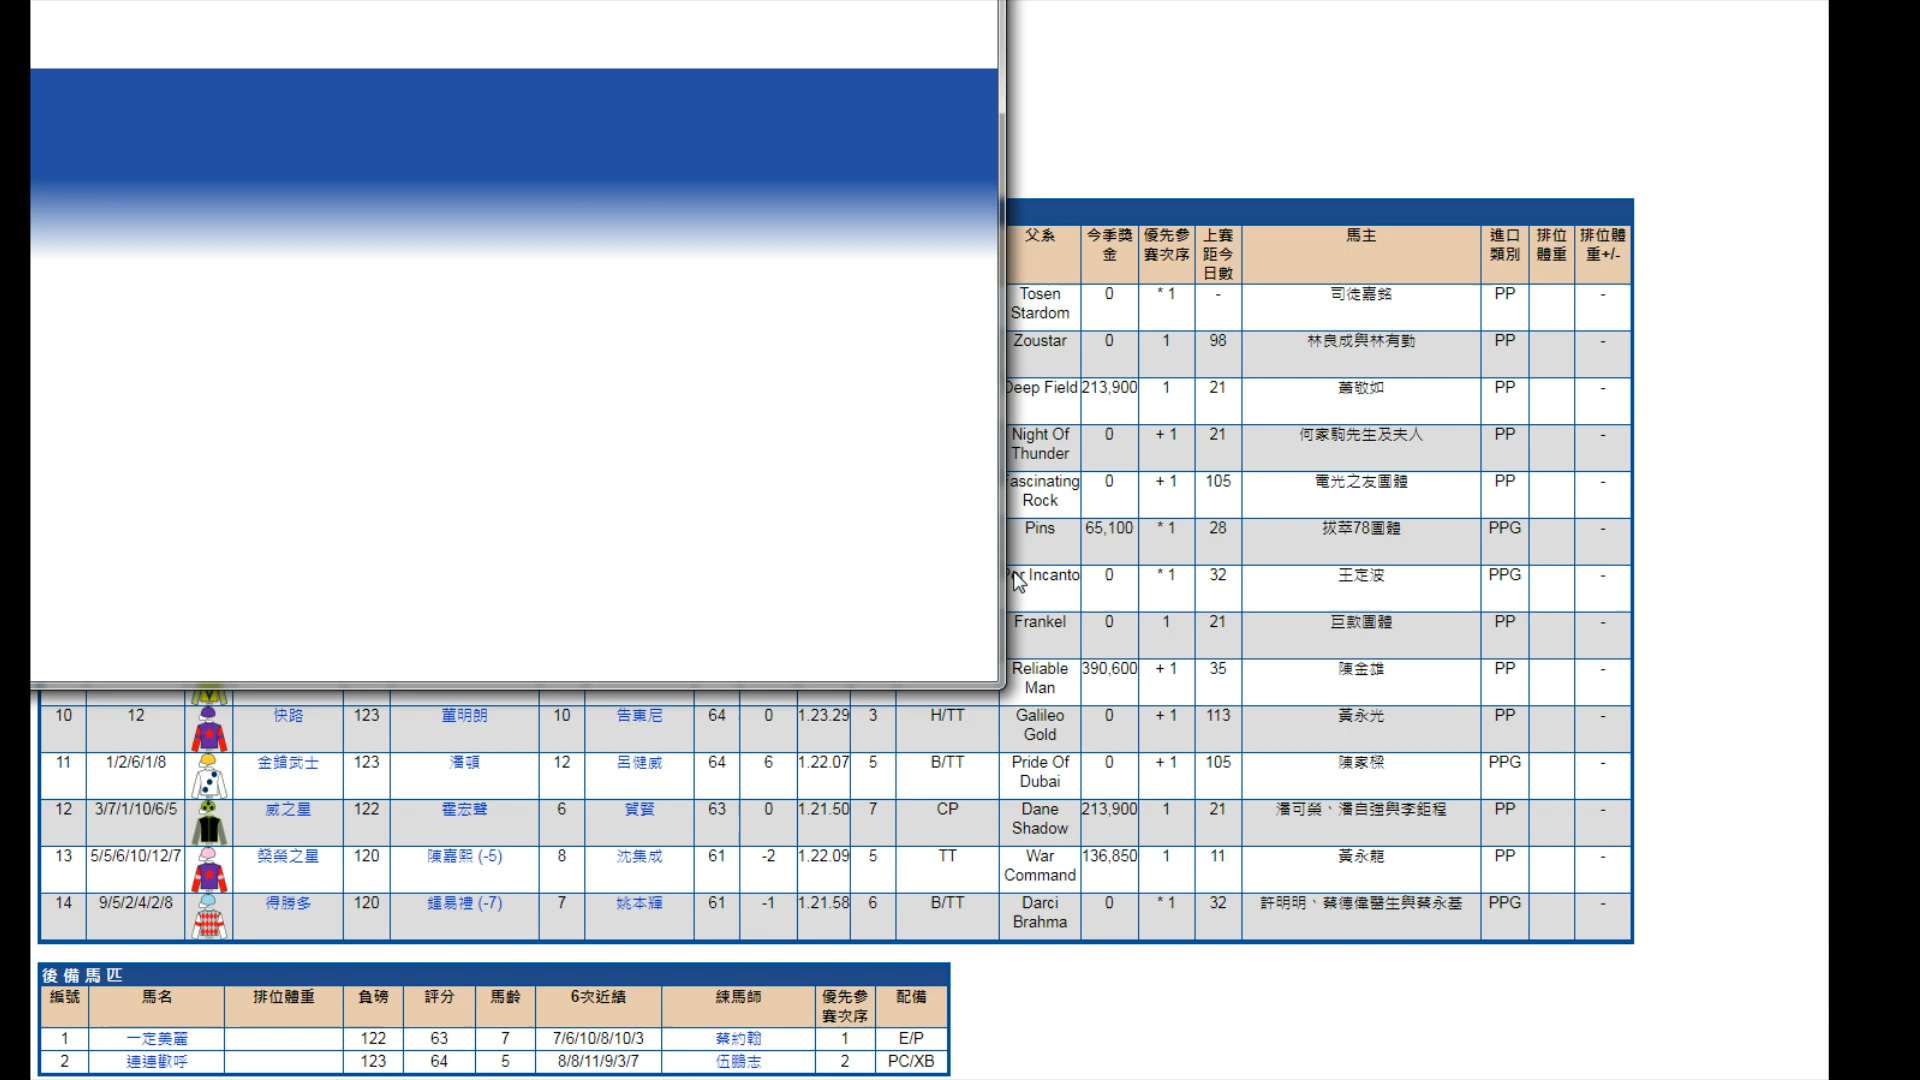 父系 今季獎金 優先參賽次序 上賽距今日數 馬主 進口類別 排位體重 排位體重+/-
Tosen Stardom 0 * 1 - 司徒嘉銘 PP -
Zoustar 0 1 98 林良成與林有勤 PP -
Deep Field 213,900 1 21 蕭敬如 PP -
Night Of Thunder 0 + 1 21 何家駒先生及夫人 PP -
Fascinating Rock 0 + 1 105 電光之友團體 PP -
Pins 65,100 * 1 28 拔萃78團體 PPG -
Per Incanto 0 * 1 32 王定波 PPG -
Frankel 0 1 21 巨款團體 PP -
Reliable Man 390,600 + 1 35 陳金雄 PP -
10 12 快路 123 董明朗 10 告東尼 64 0 1.23.29 3 H/TT Galileo Gold 0 + 1 113 黃永光 PP -
11 1/2/6/1/8 金鎗武士 123 潘頓 12 呂健威 64 6 1.22.07 5 B/TT Pride Of Dubai 0 + 1 105 陳家樑 PPG -
12 3/7/1/10/6/5 威之星 122 霍宏聲 6 賀賢 63 0 1.21.50 7 CP Dane Shadow 213,900 1 21 潘可榮、潘自強與李鉅程 PP -
13 5/5/6/10/12/7 燊榮之星 120 陳嘉熙 (-5) 8 沈集成 61 -2 1.22.09 5 TT War Command 136,850 1 11 黃永龍 PP -
14 9/5/2/4/2/8 得勝多 120 鍾易禮 (-7) 7 姚本輝 61 -1 1.21.58 6 B/TT Darci Brahma 0 * 1 32 許明明、蔡德偉醫生與蔡永基 PPG -
後備馬匹
編號 馬名 排位體重 負磅 評分 馬齡 6次近績 練馬師 優先參賽次序 配備
1 一定美麗 122 63 7 7/6/10/8/10/3 蔡約翰 1 E/P
2 連連歡呼 123 64 5 8/8/11/9/3/7 伍鵬志 2 PC/XB